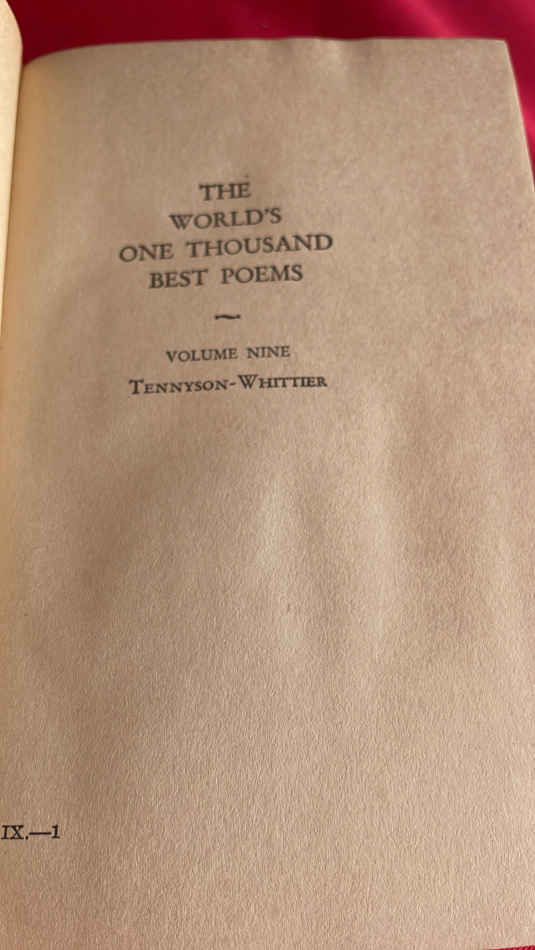 THE
WORLD'S
ONE THOUSAND
BEST POEMS
~
VOLUME NINE
TENNYSON-WHITTIER
IX.—1